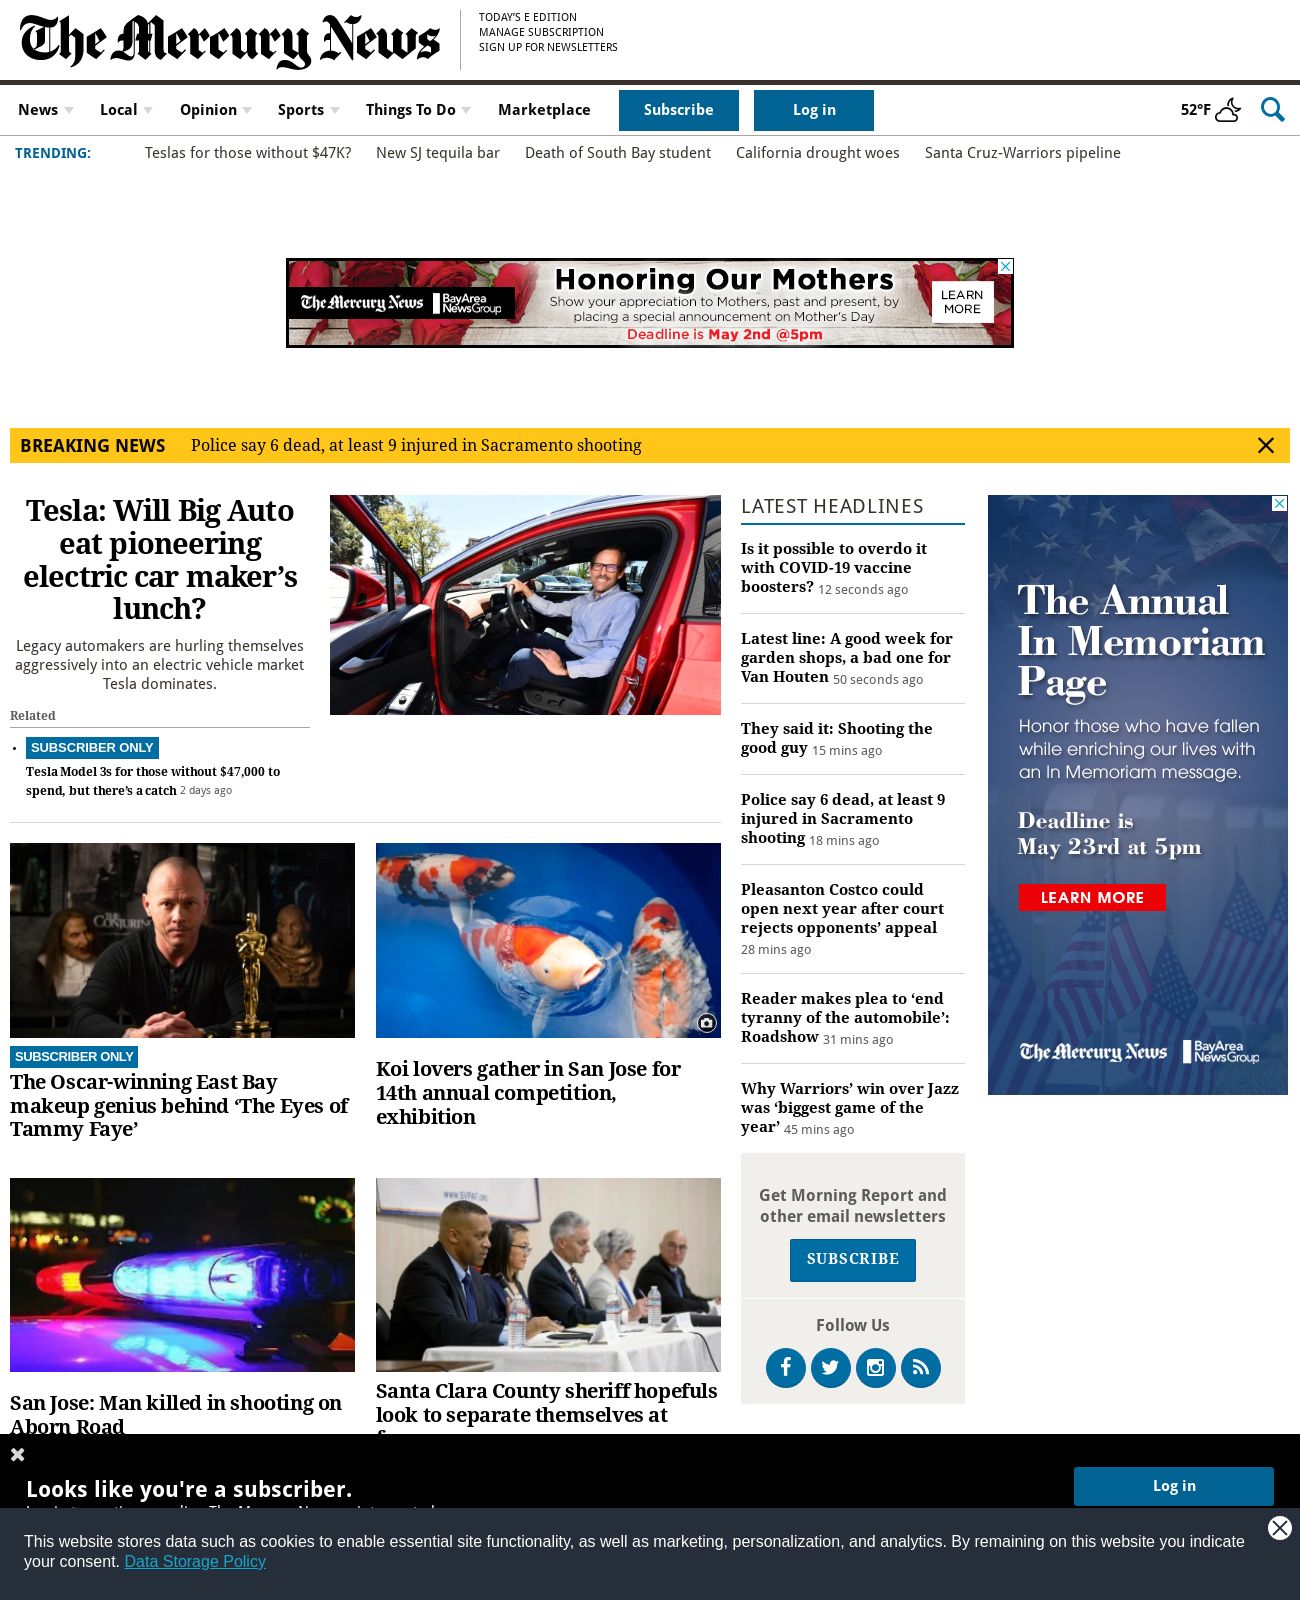 The Mercury News
TODAY'S E EDITION
MANAGE SUBSCRIPTION
SIGN UP FOR NEWSLETTERS
News
Local
Opinion
Sports
Things To Do
Marketplace
Subscribe
Log in
52°F
TRENDING:
Teslas for those without $47K?
New SJ tequila bar
Death of South Bay student
California drought woes
Santa Cruz-Warriors pipeline
The Mercury News
BayArea
NewsGroup
Honoring Our Mothers
Show your appreciation to Mothers, past and present, by
placing a special announcement on Mother's Day
Deadline is May 2nd @5pm
LEARN
MORE
BREAKING NEWS
Police say 6 dead, at least 9 injured in Sacramento shooting
Tesla: Will Big Auto
eat pioneering
electric car maker’s
lunch?
Legacy automakers are hurling themselves
aggressively into an electric vehicle market
Tesla dominates.
Related
• SUBSCRIBER ONLY
Tesla Model 3s for those without $47,000 to
spend, but there’s a catch 2 days ago
THE
CONJURING
SUBSCRIBER ONLY
The Oscar-winning East Bay
makeup genius behind ‘The Eyes of
Tammy Faye’
Koi lovers gather in San Jose for
14th annual competition,
exhibition
San Jose: Man killed in shooting on
Aborn Road
WWW.SVPAF.ORG
Santa Clara County sheriff hopefuls
look to separate themselves at
LATEST HEADLINES
Is it possible to overdo it
with COVID-19 vaccine
boosters? 12 seconds ago
Latest line: A good week for
garden shops, a bad one for
Van Houten 50 seconds ago
They said it: Shooting the
good guy 15 mins ago
Police say 6 dead, at least 9
injured in Sacramento
shooting 18 mins ago
Pleasanton Costco could
open next year after court
rejects opponents’ appeal
28 mins ago
Reader makes plea to ‘end
tyranny of the automobile’:
Roadshow 31 mins ago
Why Warriors’ win over Jazz
was ‘biggest game of the
year’ 45 mins ago
Get Morning Report and
other email newsletters
SUBSCRIBE
Follow Us
The Annual
In Memoriam
Page
Honor those who have fallen
while enriching our lives with
an In Memoriam message.
Deadline is
May 23rd at 5pm
LEARN MORE
The Mercury News
BayArea
NewsGroup
Looks like you're a subscriber.
Log in
This website stores data such as cookies to enable essential site functionality, as well as marketing, personalization, and analytics. By remaining on this website you indicate
your consent. Data Storage Policy